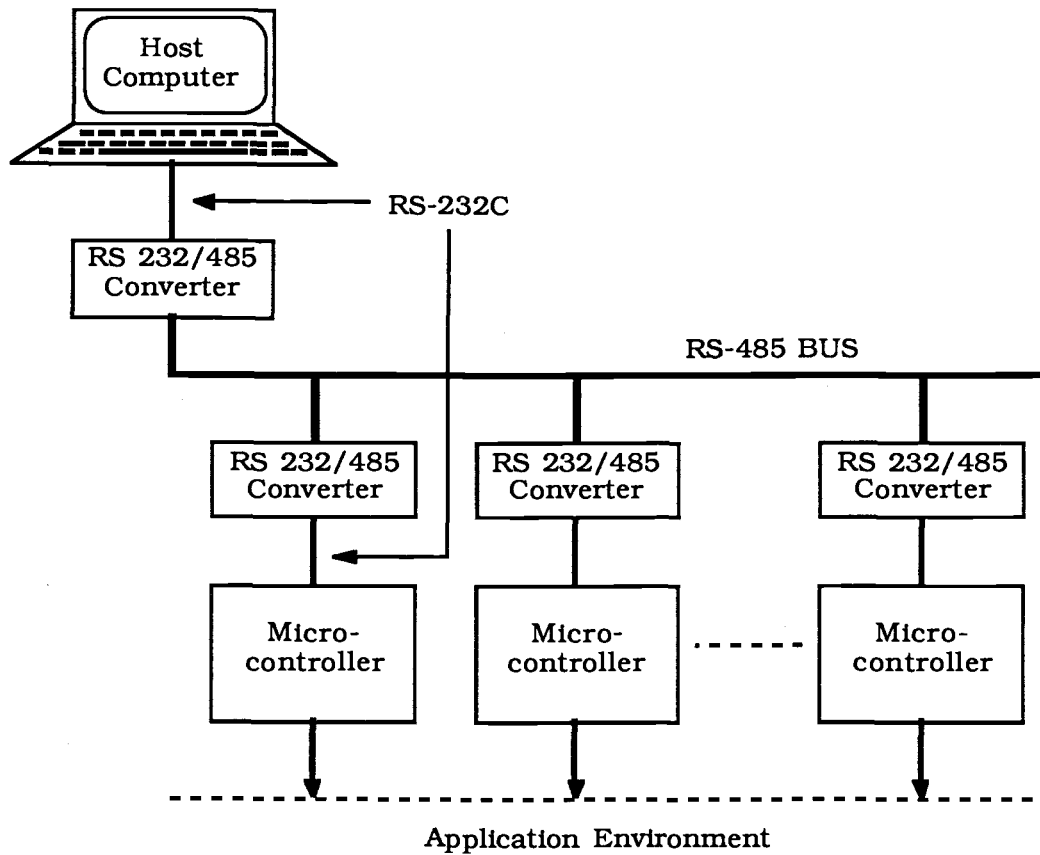 Host
Computer
RS-232C
RS 232/485
Converter
RS-485 BUS
RS 232/485
Converter
RS 232/485
Converter
RS 232/485
Converter
Micro-
controller
Micro-
controller
Micro-
controller
Application Environment